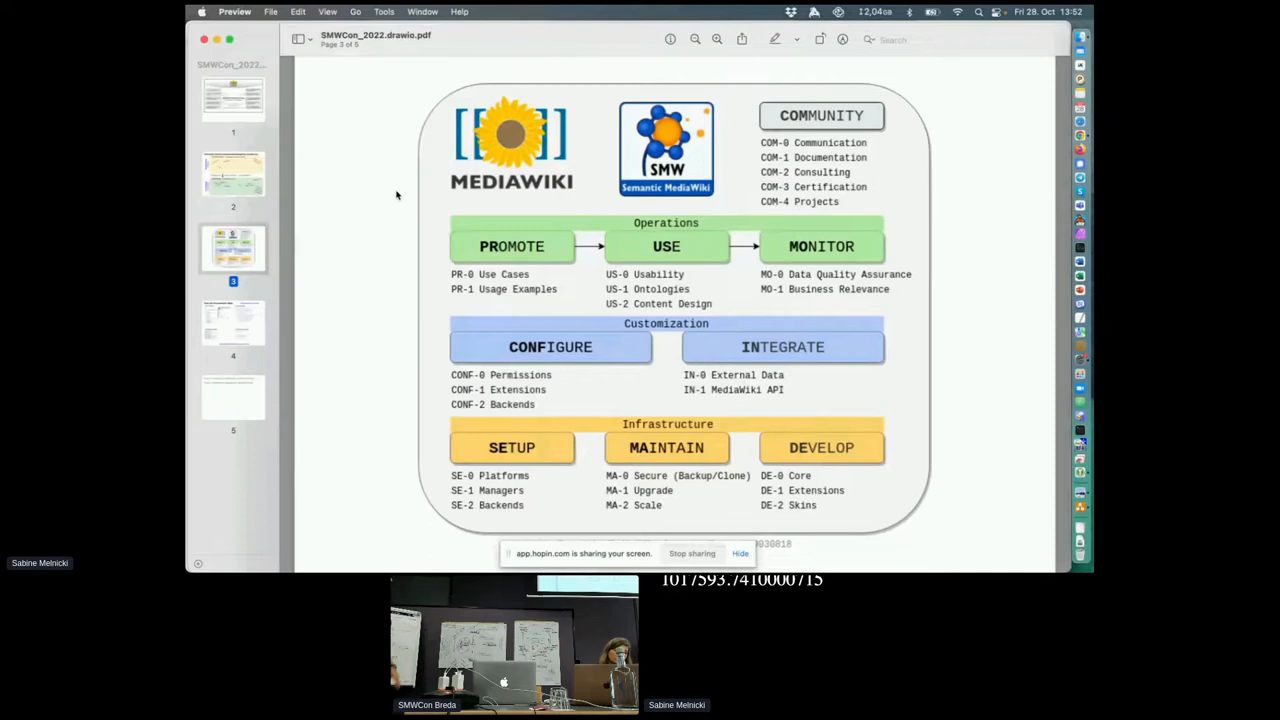 Preview File Edit View Go Tools Window Help
12,04GB
Fri 28. Oct 13:52
SMWCon_2022.drawio.pdf
Page 3 of 5
Search
SMWCon_2022,...
1
2
3
4
5
MEDIAWIKI
SMW
Semantic MediaWiki
COMMUNITY
COM-0 Communication
COM-1 Documentation
COM-2 Consulting
COM-3 Certification
COM-4 Projects
Operations
PROMOTE
USE
MONITOR
PR-0 Use Cases
PR-1 Usage Examples
US-0 Usability
US-1 Ontologies
US-2 Content Design
MO-0 Data Quality Assurance
MO-1 Business Relevance
Customization
CONFIGURE
INTEGRATE
CONF-0 Permissions
CONF-1 Extensions
CONF-2 Backends
IN-0 External Data
IN-1 MediaWiki API
Infrastructure
SETUP
MAINTAIN
DEVELOP
SE-0 Platforms
SE-1 Managers
SE-2 Backends
MA-0 Secure (Backup/Clone)
MA-1 Upgrade
MA-2 Scale
DE-0 Core
DE-1 Extensions
DE-2 Skins
app.hopin.com is sharing your screen. Stop sharing Hide
Sabine Melnicki
1017593.7410000715
SMWCon Breda
Sabine Melnicki